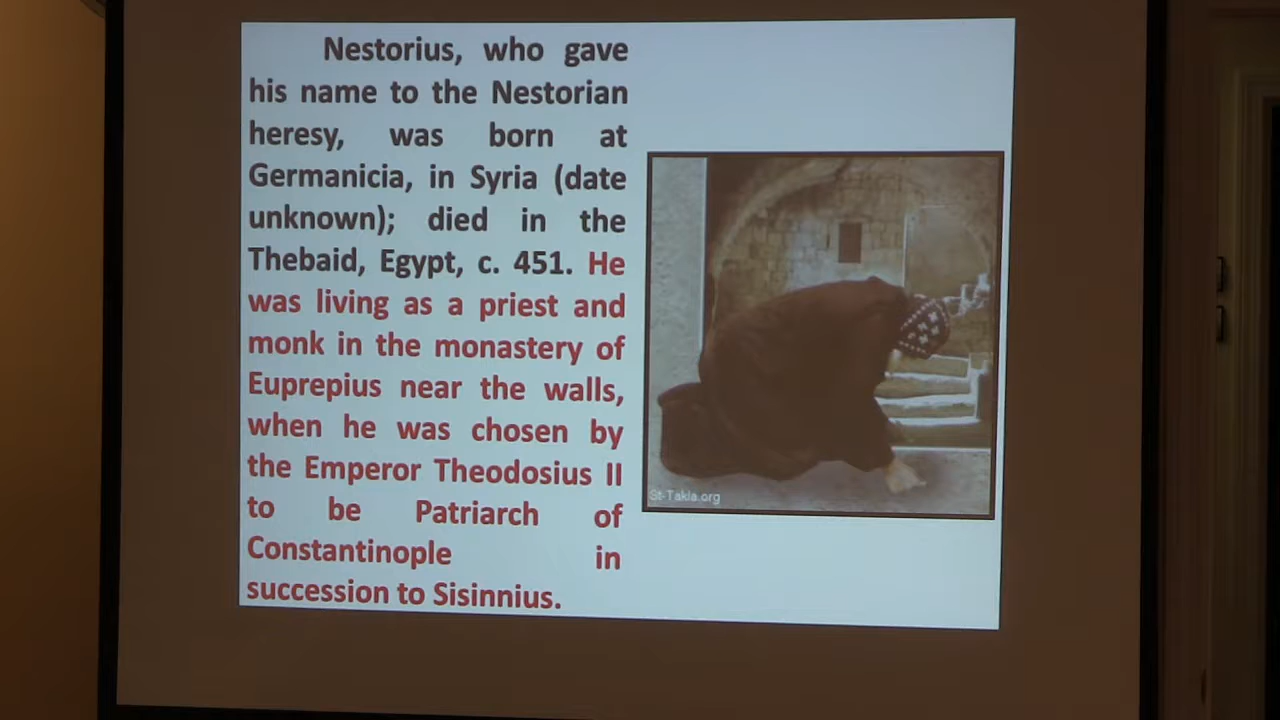 Nestorius, who gave
his name to the Nestorian
heresy, was born at
Germanicia, in Syria (date
unknown); died in the
Thebaid, Egypt, c. 451. He
was living as a priest and
monk in the monastery of
Euprepius near the walls,
when he was chosen by
the Emperor Theodosius II
to be Patriarch of
Constantinople in
succession to Sisinnius.
St-Takla.org